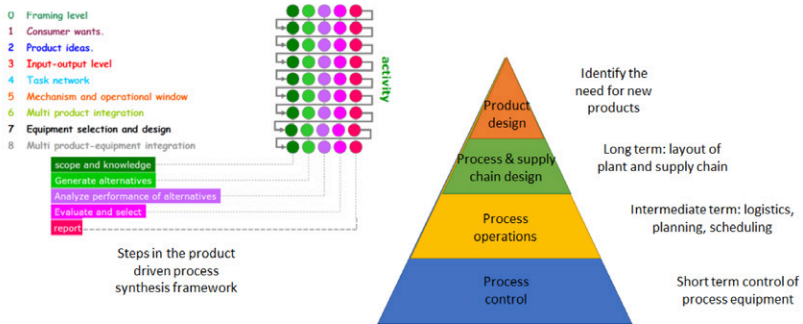 0 Framing level
1 Consumer wants.
2 Product ideas.
3 Input-output level
4 Task network
5 Mechanism and operational window
6 Multi product integration
7 Equipment selection and design
8 Multi product-equipment integration
scope and knowledge
Generate alternatives
Analyze performance of alternatives
Evaluate and select
report
activity
Steps in the product
driven process
synthesis framework
Product
design
Identify the
need for new
products
Process & supply
chain design
Long term: layout of
plant and supply chain
Process
operations
Intermediate term: logistics,
planning, scheduling
Process
control
Short term control of
process equipment